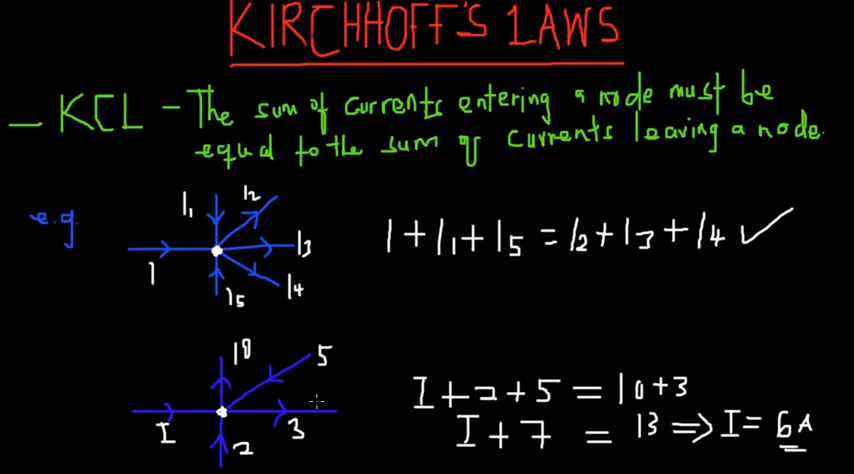 KIRCHHOFF'S LAWS
– KCL – The sum of currents entering a node must be
equal to the sum of currents leaving a node.
e.g.
I₁
I₂
I₃
I
I₄
I₅
I + I₁ + I₅ = I₂ + I₃ + I₄ ✓
10
5
I
3
2
I + 2 + 5 = 10 + 3
I + 7 = 13 ⇒ I = 6A